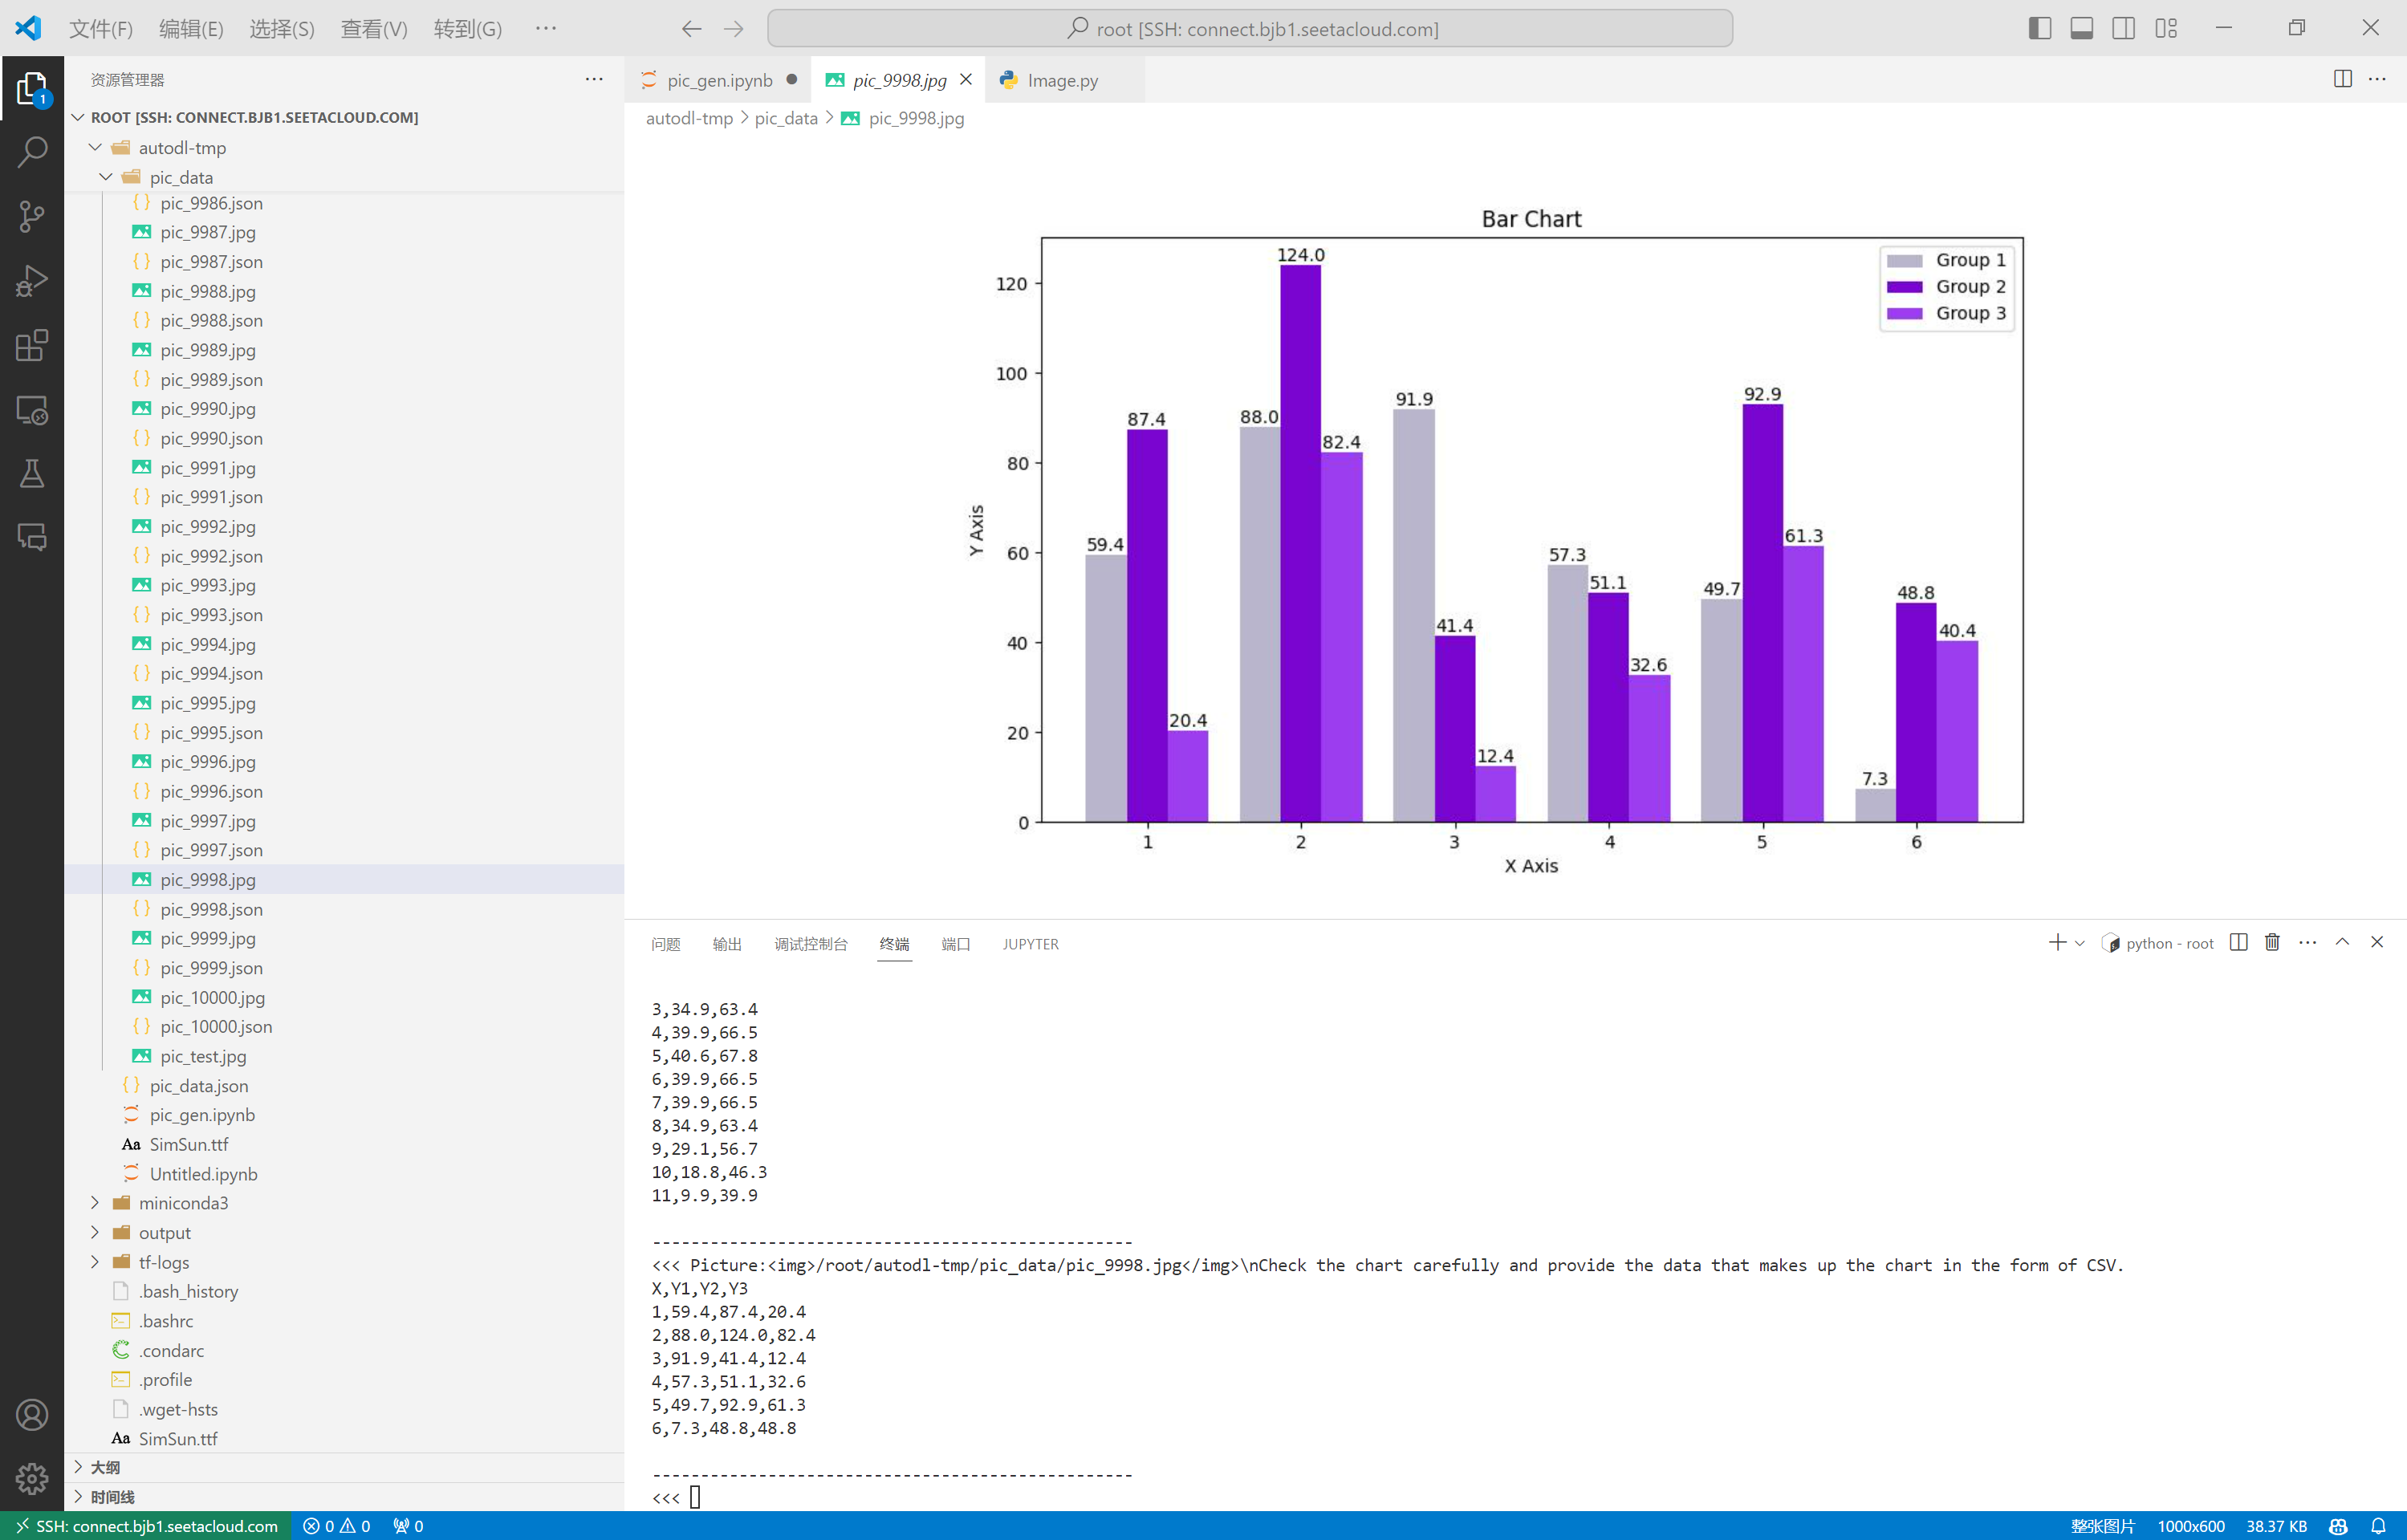 文件(F) 编辑(E) 选择(S) 查看(V) 转到(G) ··· root [SSH: connect.bjb1.seetacloud.com]
资源管理器 ···
1
ROOT [SSH: CONNECT.BJB1.SEETACLOUD.COM]
autodl-tmp
pic_data
pic_9986.json
pic_9987.jpg
pic_9987.json
pic_9988.jpg
pic_9988.json
pic_9989.jpg
pic_9989.json
pic_9990.jpg
pic_9990.json
pic_9991.jpg
pic_9991.json
pic_9992.jpg
pic_9992.json
pic_9993.jpg
pic_9993.json
pic_9994.jpg
pic_9994.json
pic_9995.jpg
pic_9995.json
pic_9996.jpg
pic_9996.json
pic_9997.jpg
pic_9997.json
pic_9998.jpg
pic_9998.json
pic_9999.jpg
pic_9999.json
pic_10000.jpg
pic_10000.json
pic_test.jpg
pic_data.json
pic_gen.ipynb
Aa SimSun.ttf
Untitled.ipynb
miniconda3
output
tf-logs
.bash_history
.bashrc
.condarc
.profile
.wget-hsts
Aa SimSun.ttf
大纲
时间线
pic_gen.ipynb pic_9998.jpg Image.py
autodl-tmp > pic_data > pic_9998.jpg
Bar Chart
Group 1
Group 2
Group 3
Y Axis
120
100
80
60
40
20
0
59.4 87.4 20.4
88.0 124.0 82.4
91.9 41.4 12.4
57.3 51.1 32.6
49.7 92.9 61.3
7.3 48.8 40.4
1 2 3 4 5 6
X Axis
问题 输出 调试控制台 终端 端口 JUPYTER python - root
3,34.9,63.4
4,39.9,66.5
5,40.6,67.8
6,39.9,66.5
7,39.9,66.5
8,34.9,63.4
9,29.1,56.7
10,18.8,46.3
11,9.9,39.9
--------------------------------------------------
<<< Picture:<img>/root/autodl-tmp/pic_data/pic_9998.jpg</img>\nCheck the chart carefully and provide the data that makes up the chart in the form of CSV.
X,Y1,Y2,Y3
1,59.4,87.4,20.4
2,88.0,124.0,82.4
3,91.9,41.4,12.4
4,57.3,51.1,32.6
5,49.7,92.9,61.3
6,7.3,48.8,48.8
--------------------------------------------------
<<<
SSH: connect.bjb1.seetacloud.com 0 0 0 整张图片 1000x600 38.37 KB